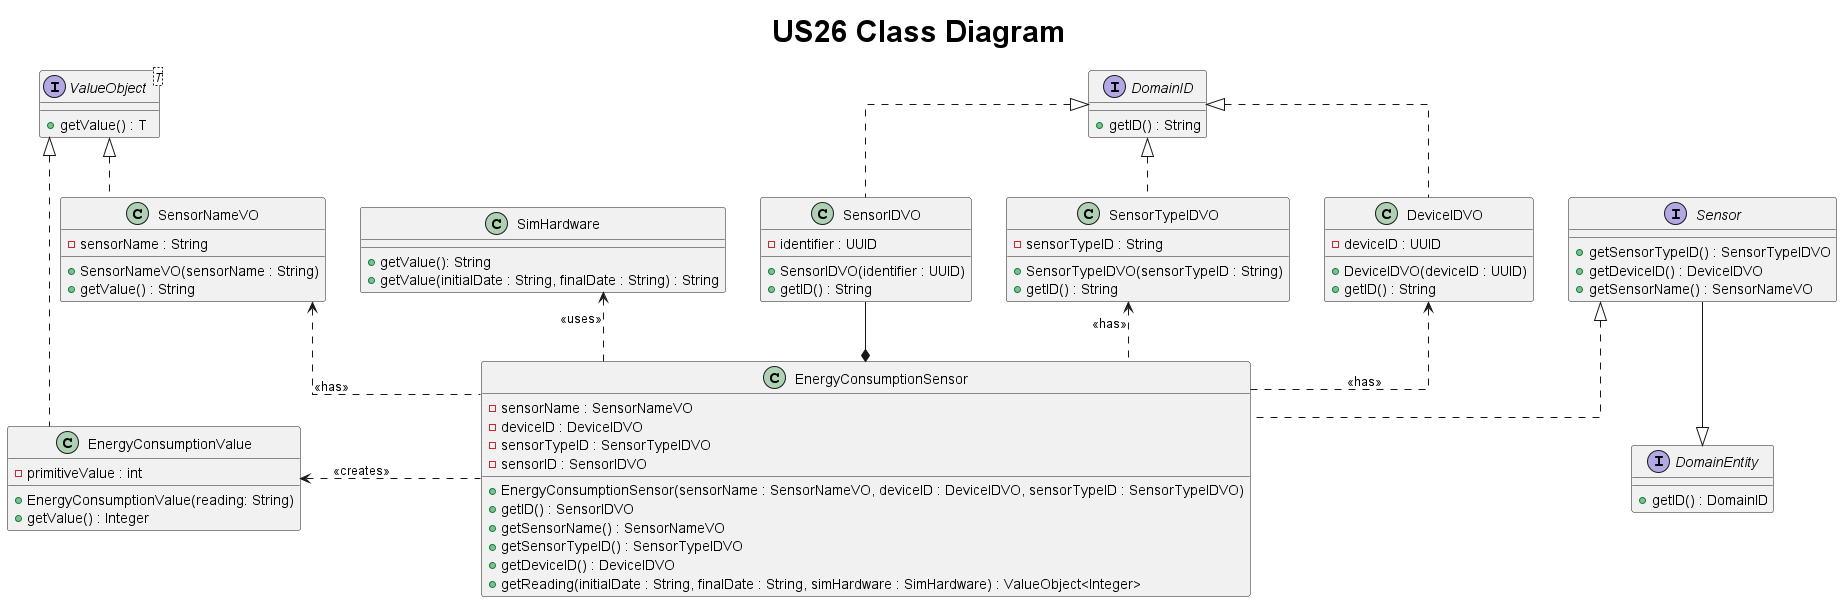 US26 Class Diagram
I ValueObject T
getValue() : T
I DomainID
getID() : String
C SensorNameVO
sensorName : String
SensorNameVO(sensorName : String)
getValue() : String
C SimHardware
getValue(): String
getValue(initialDate : String, finalDate : String) : String
C SensorIDVO
identifier : UUID
SensorIDVO(identifier : UUID)
getID() : String
C SensorTypeIDVO
sensorTypeID : String
SensorTypeIDVO(sensorTypeID : String)
getID() : String
C DeviceIDVO
deviceID : UUID
DeviceIDVO(deviceID : UUID)
getID() : String
I Sensor
getSensorTypeID() : SensorTypeIDVO
getDeviceID() : DeviceIDVO
getSensorName() : SensorNameVO
«uses»
«has»
«has»
«has»
C EnergyConsumptionSensor
sensorName : SensorNameVO
deviceID : DeviceIDVO
sensorTypeID : SensorTypeIDVO
sensorID : SensorIDVO
EnergyConsumptionSensor(sensorName : SensorNameVO, deviceID : DeviceIDVO, sensorTypeID : SensorTypeIDVO)
getID() : SensorIDVO
getSensorName() : SensorNameVO
getSensorTypeID() : SensorTypeIDVO
getDeviceID() : DeviceIDVO
getReading(initialDate : String, finalDate : String, simHardware : SimHardware) : ValueObject<Integer>
C EnergyConsumptionValue
primitiveValue : int
EnergyConsumptionValue(reading: String)
getValue() : Integer
«creates»
I DomainEntity
getID() : DomainID